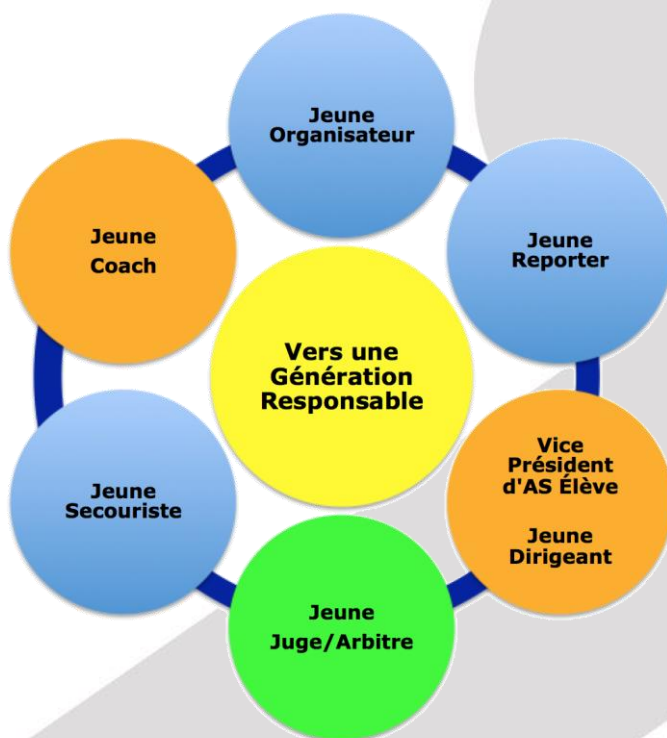 Jeune
Organisateur
Jeune
Reporter
Jeune
Coach
Vers une
Génération
Responsable
Vice
Président
d'AS Élève
Jeune
Dirigeant
Jeune
Secouriste
Jeune
Juge/Arbitre